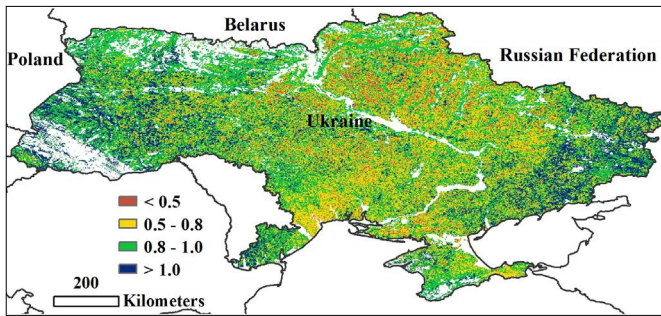 Belarus
Poland
Russian Federation
Ukraine
< 0.5
0.5 - 0.8
0.8 - 1.0
> 1.0
200
Kilometers